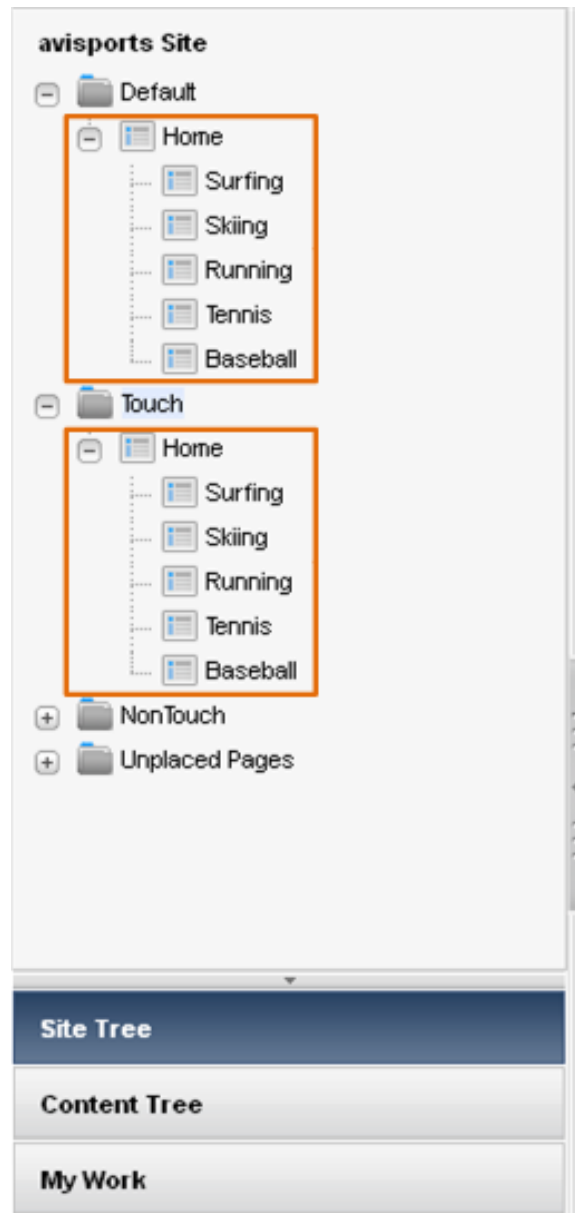 avisports Site
Default
Home
Surfing
Skiing
Running
Tennis
Baseball
Touch
Home
Surfing
Skiing
Running
Tennis
Baseball
NonTouch
Unplaced Pages
Site Tree
Content Tree
My Work